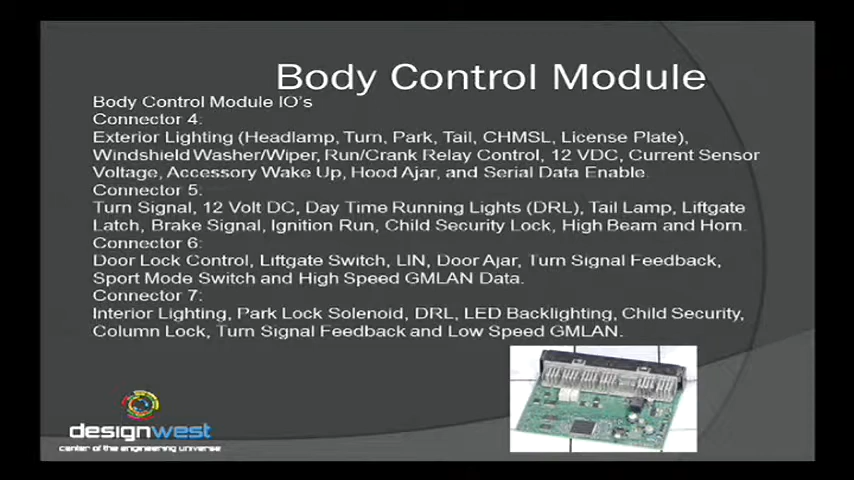 Body Control Module
Body Control Module IO's
Connector 4:
Exterior Lighting (Headlamp, Turn, Park, Tail, CHMSL, License Plate),
Windshield Washer/Wiper, Run/Crank Relay Control, 12 VDC, Current Sensor
Voltage, Accessory Wake Up, Hood Ajar, and Serial Data Enable.
Connector 5:
Turn Signal, 12 Volt DC, Day Time Running Lights (DRL), Tail Lamp, Liftgate
Latch, Brake Signal, Ignition Run, Child Security Lock, High Beam and Horn.
Connector 6:
Door Lock Control, Liftgate Switch, LIN, Door Ajar, Turn Signal Feedback,
Sport Mode Switch and High Speed GMLAN Data.
Connector 7:
Interior Lighting, Park Lock Solenoid, DRL, LED Backlighting, Child Security,
Column Lock, Turn Signal Feedback and Low Speed GMLAN.
designwest
center of the engineering universe